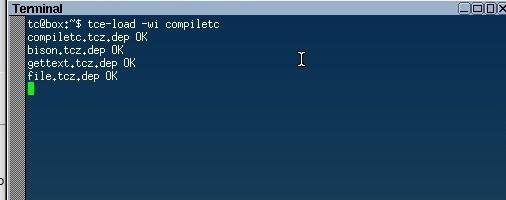 Terminal
tc@box:~$ tce-load -wi compiletc
compiletc.tcz.dep OK
bison.tcz.dep OK
gettext.tcz.dep OK
file.tcz.dep OK